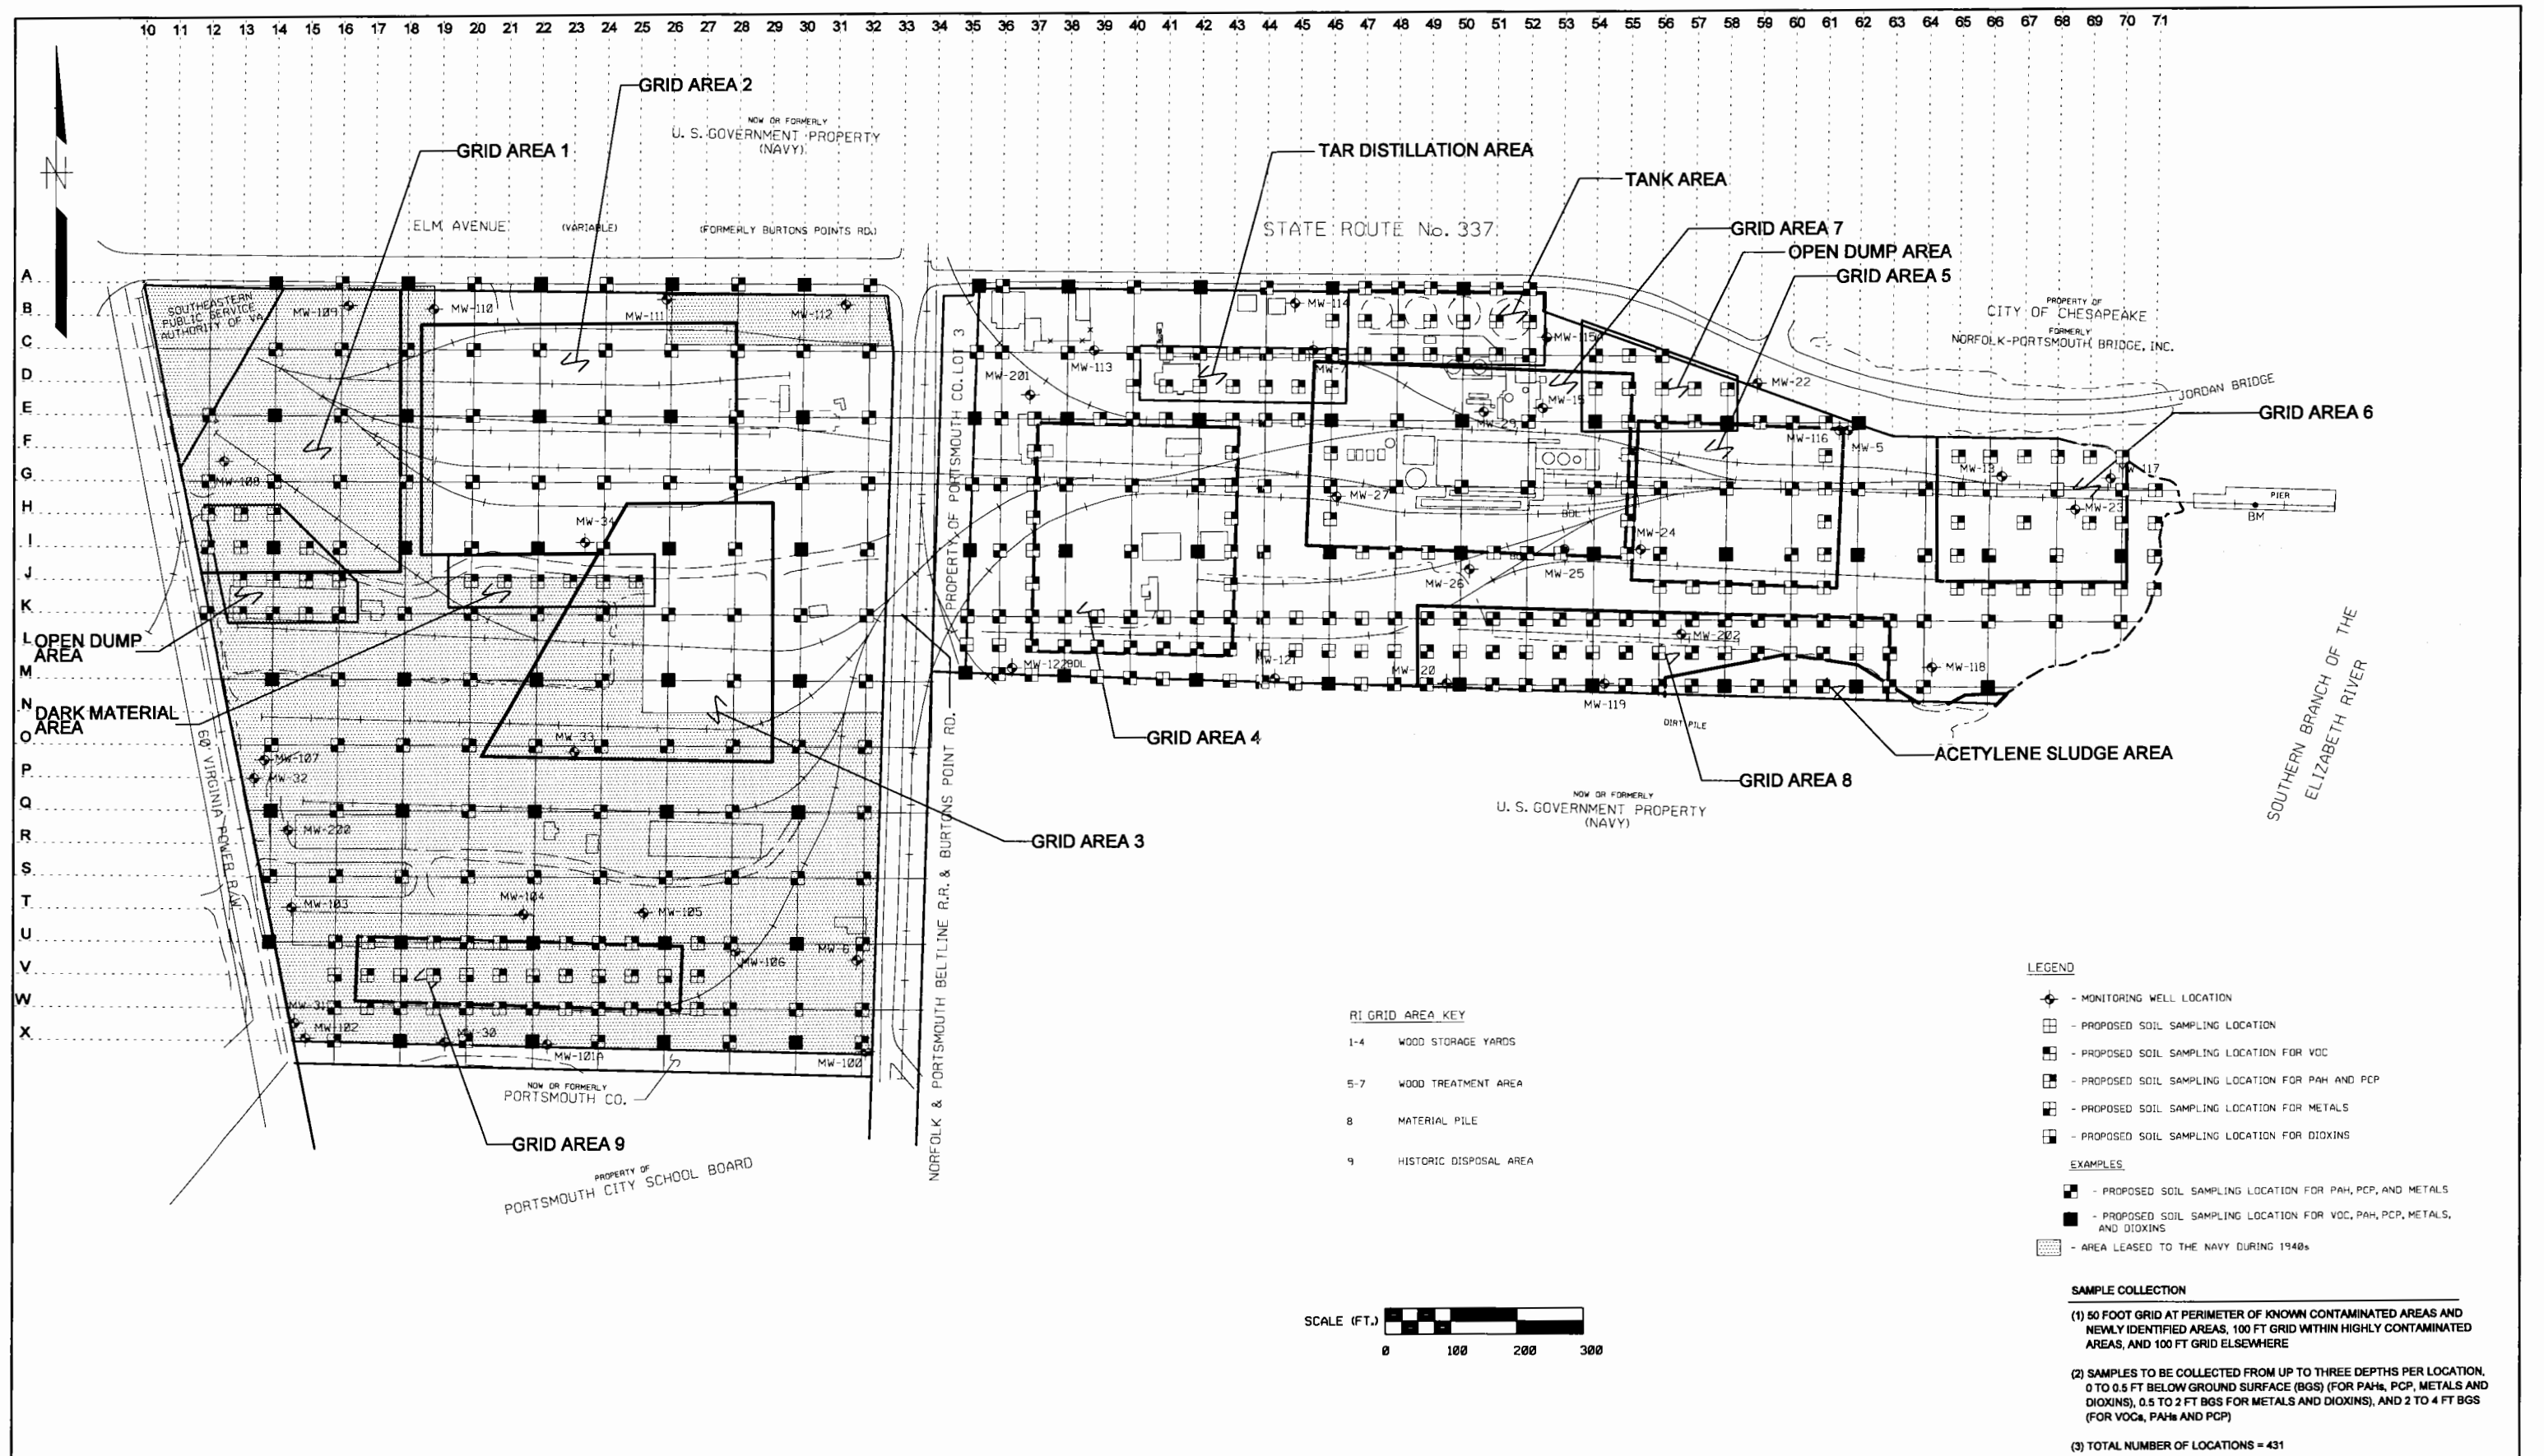 10 11 12 13 14 15 16 17 18 19 20 21 22 23 24 25 26 27 28 29 30 31 32 33 34 35 36 37 38 39 40 41 42 43 44 45 46 47 48 49 50 51 52 53 54 55 56 57 58 59 60 61 62 63 64 65 66 67 68 69 70 71
GRID AREA 2
NOW OR FORMERLY
U. S. GOVERNMENT PROPERTY
(NAVY)
GRID AREA 1
TAR DISTILLATION AREA
TANK AREA
N
ELM AVENUE
(VARIABLE)
(FORMERLY BURTONS POINTS RD.)
STATE ROUTE No. 337
GRID AREA 7
OPEN DUMP AREA
GRID AREA 5
A
B
C
D
E
F
G
H
I
J
K
L
M
N
O
P
Q
R
S
T
U
V
W
X
SOUTHEASTERN
PUBLIC SERVICE
AUTHORITY OF VA.
MW-109
MW-110
MW-111
MW-112
MW-114
MW-115A
PROPERTY OF
CITY OF CHESAPEAKE
FORMERLY
NORFOLK-PORTSMOUTH BRIDGE, INC.
JORDAN BRIDGE
MW-201
MW-113
MW-7
MW-22
MW-15
MW-29
MW-116
MW-5
GRID AREA 6
MW-108
MW-13
MW-117
MW-27
MW-23
PIER
BM
MW-34
MW-24
MW-26
MW-25
PROPERTY OF PORTSMOUTH CO. LOT 3
OPEN DUMP
AREA
MW-202
MW-122
BDL
MW-121
MW-120
MW-118
MW-119
DARK MATERIAL
AREA
DIRT PILE
MW-33
MW-107
MW-32
GRID AREA 4
ACETYLENE SLUDGE AREA
GRID AREA 8
NOW OR FORMERLY
U. S. GOVERNMENT PROPERTY
(NAVY)
SOUTHERN BRANCH OF THE
ELIZABETH RIVER
60' VIRGINIA POWER R/W
MW-200
GRID AREA 3
MW-103
MW-104
MW-105
MW-6
MW-106
MW-31
MW-102
MW-30
MW-101A
MW-100
NORFOLK & PORTSMOUTH BELTLINE R.R. & BURTONS POINT RD.
NOW OR FORMERLY
PORTSMOUTH CO.
GRID AREA 9
PROPERTY OF
PORTSMOUTH CITY SCHOOL BOARD
RI GRID AREA KEY
1-4 WOOD STORAGE YARDS
5-7 WOOD TREATMENT AREA
8 MATERIAL PILE
9 HISTORIC DISPOSAL AREA
SCALE (FT.)
0 100 200 300
LEGEND
- MONITORING WELL LOCATION
- PROPOSED SOIL SAMPLING LOCATION
- PROPOSED SOIL SAMPLING LOCATION FOR VOC
- PROPOSED SOIL SAMPLING LOCATION FOR PAH AND PCP
- PROPOSED SOIL SAMPLING LOCATION FOR METALS
- PROPOSED SOIL SAMPLING LOCATION FOR DIOXINS
EXAMPLES
- PROPOSED SOIL SAMPLING LOCATION FOR PAH, PCP, AND METALS
- PROPOSED SOIL SAMPLING LOCATION FOR VOC, PAH, PCP, METALS,
AND DIOXINS
- AREA LEASED TO THE NAVY DURING 1940s
SAMPLE COLLECTION
(1) 50 FOOT GRID AT PERIMETER OF KNOWN CONTAMINATED AREAS AND
NEWLY IDENTIFIED AREAS, 100 FT GRID WITHIN HIGHLY CONTAMINATED
AREAS, AND 100 FT GRID ELSEWHERE
(2) SAMPLES TO BE COLLECTED FROM UP TO THREE DEPTHS PER LOCATION,
0 TO 0.5 FT BELOW GROUND SURFACE (BGS) (FOR PAHs, PCP, METALS AND
DIOXINS), 0.5 TO 2 FT BGS FOR METALS AND DIOXINS), AND 2 TO 4 FT BGS
(FOR VOCs, PAHs AND PCP)
(3) TOTAL NUMBER OF LOCATIONS = 431